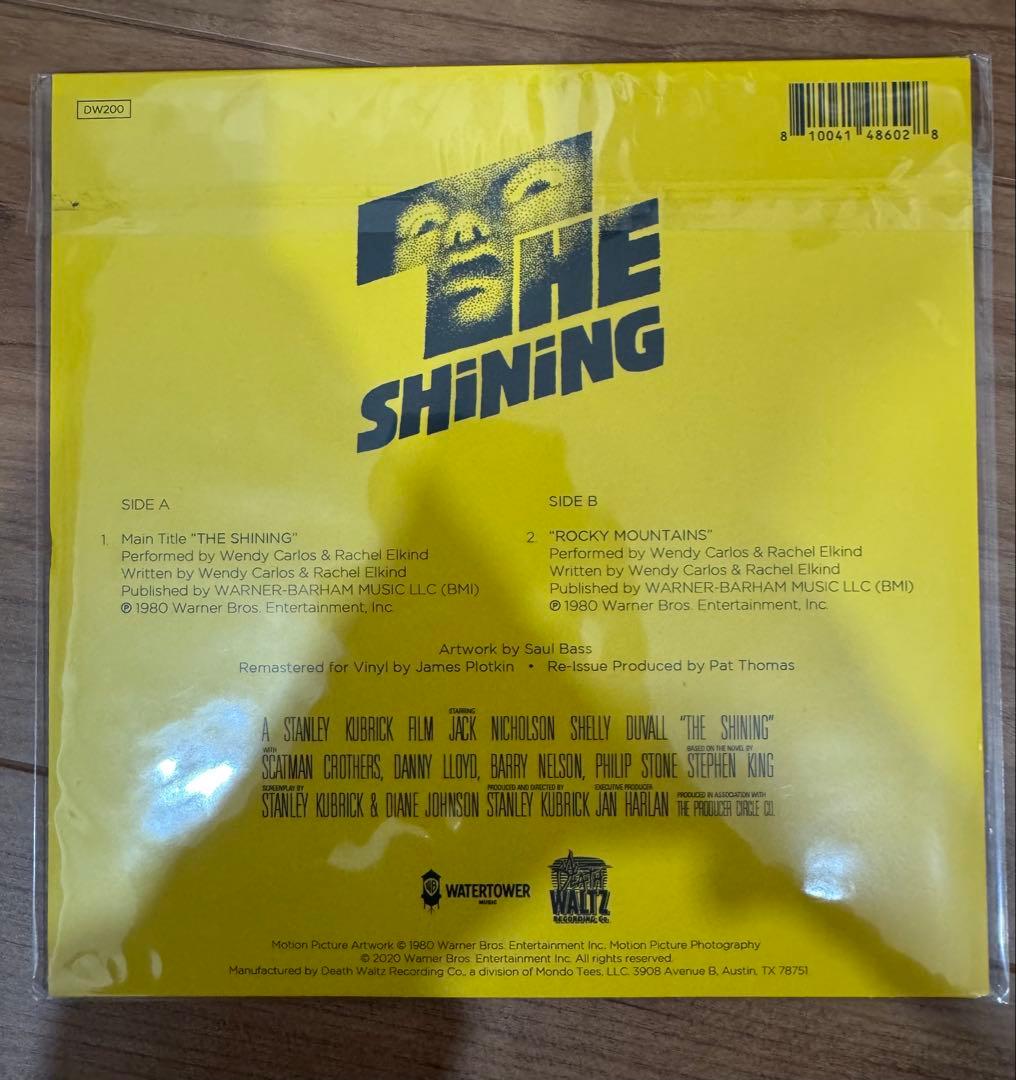 DW200
8 10041 48602 8
THE
SHiNiNG
SIDE A
1. Main Title "THE SHINING"
Performed by Wendy Carlos & Rachel Elkind
Written by Wendy Carlos & Rachel Elkind
Published by WARNER-BARHAM MUSIC LLC (BMI)
℗ 1980 Warner Bros. Entertainment, Inc.
SIDE B
2. "ROCKY MOUNTAINS"
Performed by Wendy Carlos & Rachel Elkind
Written by Wendy Carlos & Rachel Elkind
Published by WARNER-BARHAM MUSIC LLC (BMI)
℗ 1980 Warner Bros. Entertainment, Inc.
Artwork by Saul Bass
Remastered for Vinyl by James Plotkin • Re-Issue Produced by Pat Thomas
A STANLEY KUBRICK FILM STARRING JACK NICHOLSON SHELLY DUVALL "THE SHINING"
WITH SCATMAN CROTHERS, DANNY LLOYD, BARRY NELSON, PHILIP STONE BASED ON THE NOVEL BY STEPHEN KING
SCREENPLAY BY STANLEY KUBRICK & DIANE JOHNSON PRODUCED AND DIRECTED BY STANLEY KUBRICK EXECUTIVE PRODUCER JAN HARLAN PRODUCED IN ASSOCIATION WITH THE PRODUCER CIRCLE CO.
WB WATERTOWER
MUSIC
DEATH
WALTZ
RECORDING CO.
Motion Picture Artwork © 1980 Warner Bros. Entertainment Inc. Motion Picture Photography
© 2020 Warner Bros. Entertainment Inc. All rights reserved.
Manufactured by Death Waltz Recording Co., a division of Mondo Tees, LLC. 3908 Avenue B, Austin, TX 78751